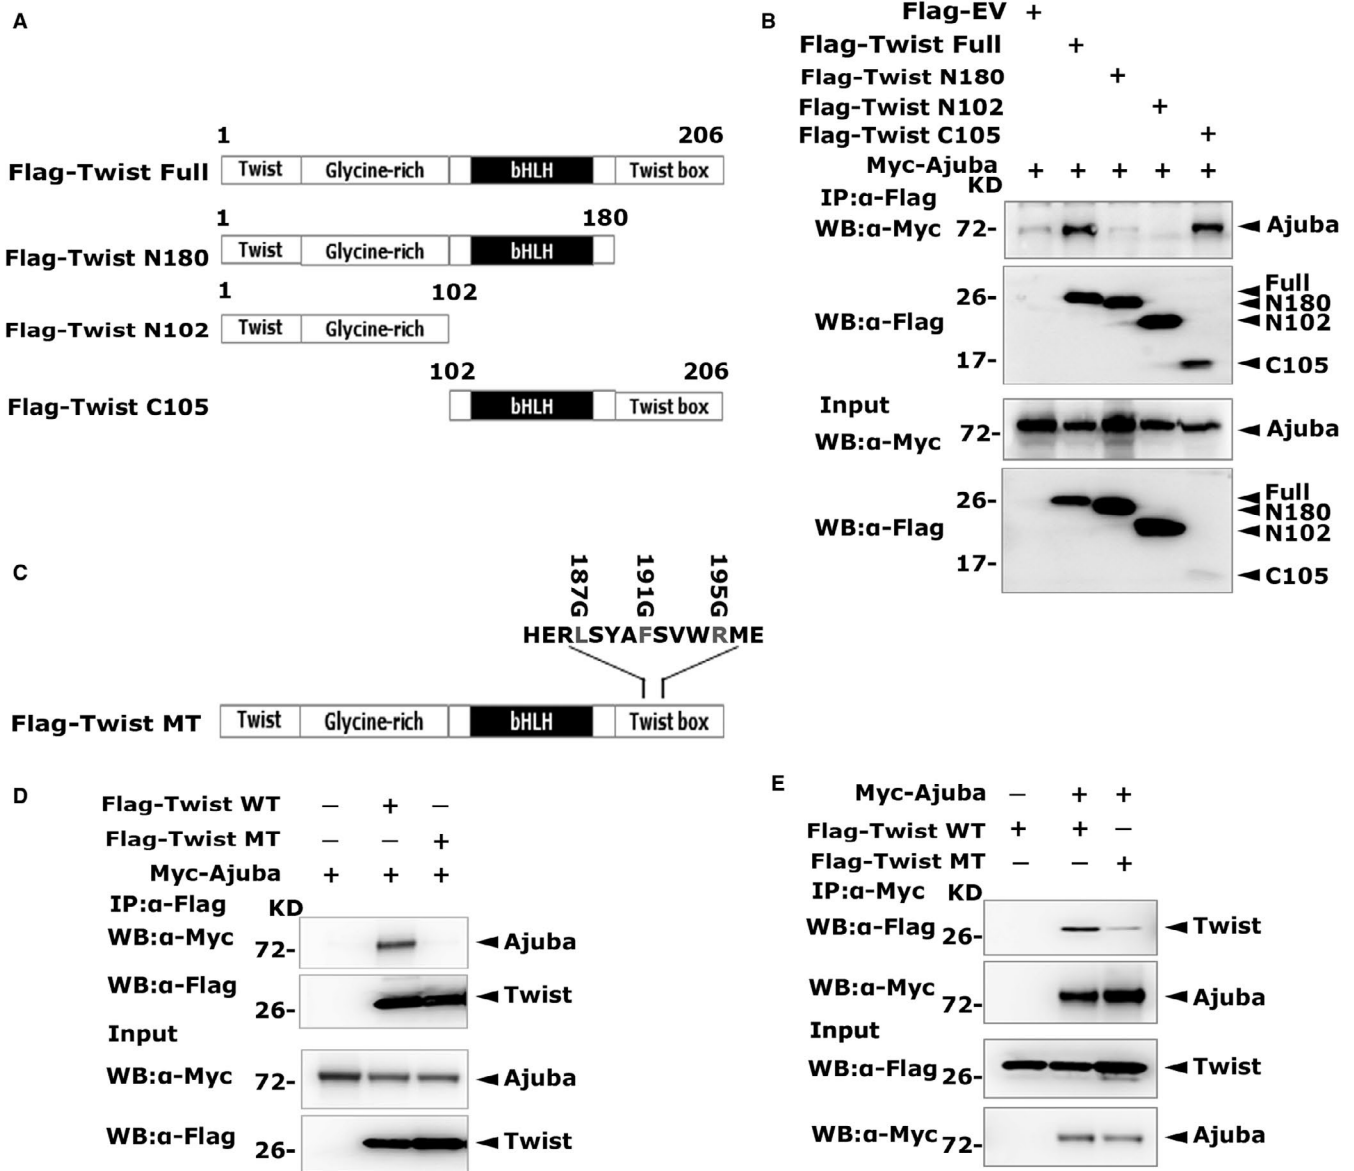 A
1 206
Flag-Twist Full Twist Glycine-rich bHLH Twist box
1 180
Flag-Twist N180 Twist Glycine-rich bHLH
1 102
Flag-Twist N102 Twist Glycine-rich
102 206
Flag-Twist C105 bHLH Twist box
B
Flag-EV +
Flag-Twist Full +
Flag-Twist N180 +
Flag-Twist N102 +
Flag-Twist C105 +
Myc-Ajuba + + + + +
KD
IP:α-Flag
WB:α-Myc 72- Ajuba
Full
26- N180
WB:α-Flag N102
17- C105
Input
WB:α-Myc 72- Ajuba
Full
26- N180
WB:α-Flag N102
17-
C105
C
187G 191G 195G
HERLSYAFSVWRME
Flag-Twist MT Twist Glycine-rich bHLH Twist box
D
Flag-Twist WT – + –
Flag-Twist MT – – +
Myc-Ajuba + + +
IP:α-Flag KD
WB:α-Myc 72- Ajuba
WB:α-Flag 26- Twist
Input
WB:α-Myc 72- Ajuba
WB:α-Flag 26- Twist
E
Myc-Ajuba – + +
Flag-Twist WT + + –
Flag-Twist MT – – +
IP:α-Myc KD
WB:α-Flag 26- Twist
WB:α-Myc 72- Ajuba
Input
WB:α-Flag 26- Twist
WB:α-Myc 72- Ajuba